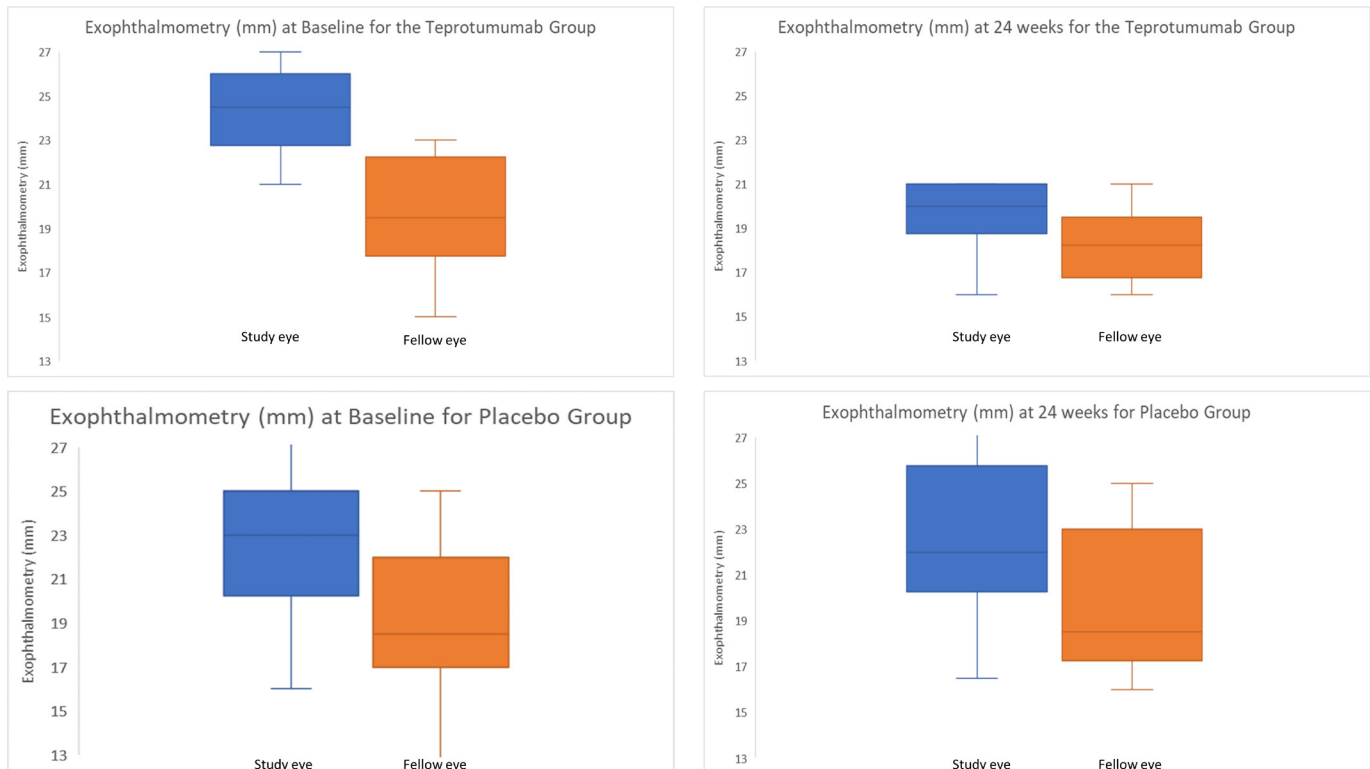 Exophthalmometry (mm) at Baseline for the Teprotumumab Group
27
25
23
21
19
17
15
13
Exophthalmometry (mm)
Study eye
Fellow eye
Exophthalmometry (mm) at 24 weeks for the Teprotumumab Group
27
25
23
21
19
17
15
13
Exophthalmometry (mm)
Study eye
Fellow eye
Exophthalmometry (mm) at Baseline for Placebo Group
27
25
23
21
19
17
15
13
Exophthalmometry (mm)
Study eye
Fellow eye
Exophthalmometry (mm) at 24 weeks for Placebo Group
27
25
23
21
19
17
15
13
Exophthalmometry (mm)
Study eye
Fellow eye